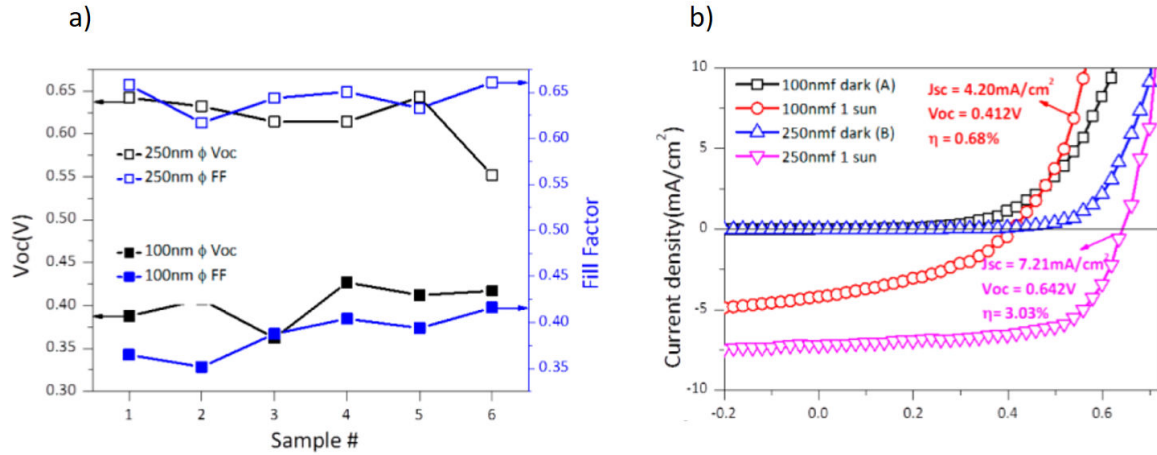 a)
b)
0.65
0.60
0.55
0.50
0.45
0.40
0.35
0.30
Voc(V)
250nm ϕ Voc
250nm ϕ FF
100nm ϕ Voc
100nm ϕ FF
0.65
0.60
0.55
0.50
0.45
0.40
0.35
Fill Factor
1 2 3 4 5 6
Sample #
10
5
0
-5
-10
Current density(mA/cm²)
100nmf dark (A)
100nmf 1 sun
250nmf dark (B)
250nmf 1 sun
Jsc = 4.20mA/cm²
Voc = 0.412V
η = 0.68%
Jsc = 7.21mA/cm²
Voc = 0.642V
η = 3.03%
-0.2 0.0 0.2 0.4 0.6